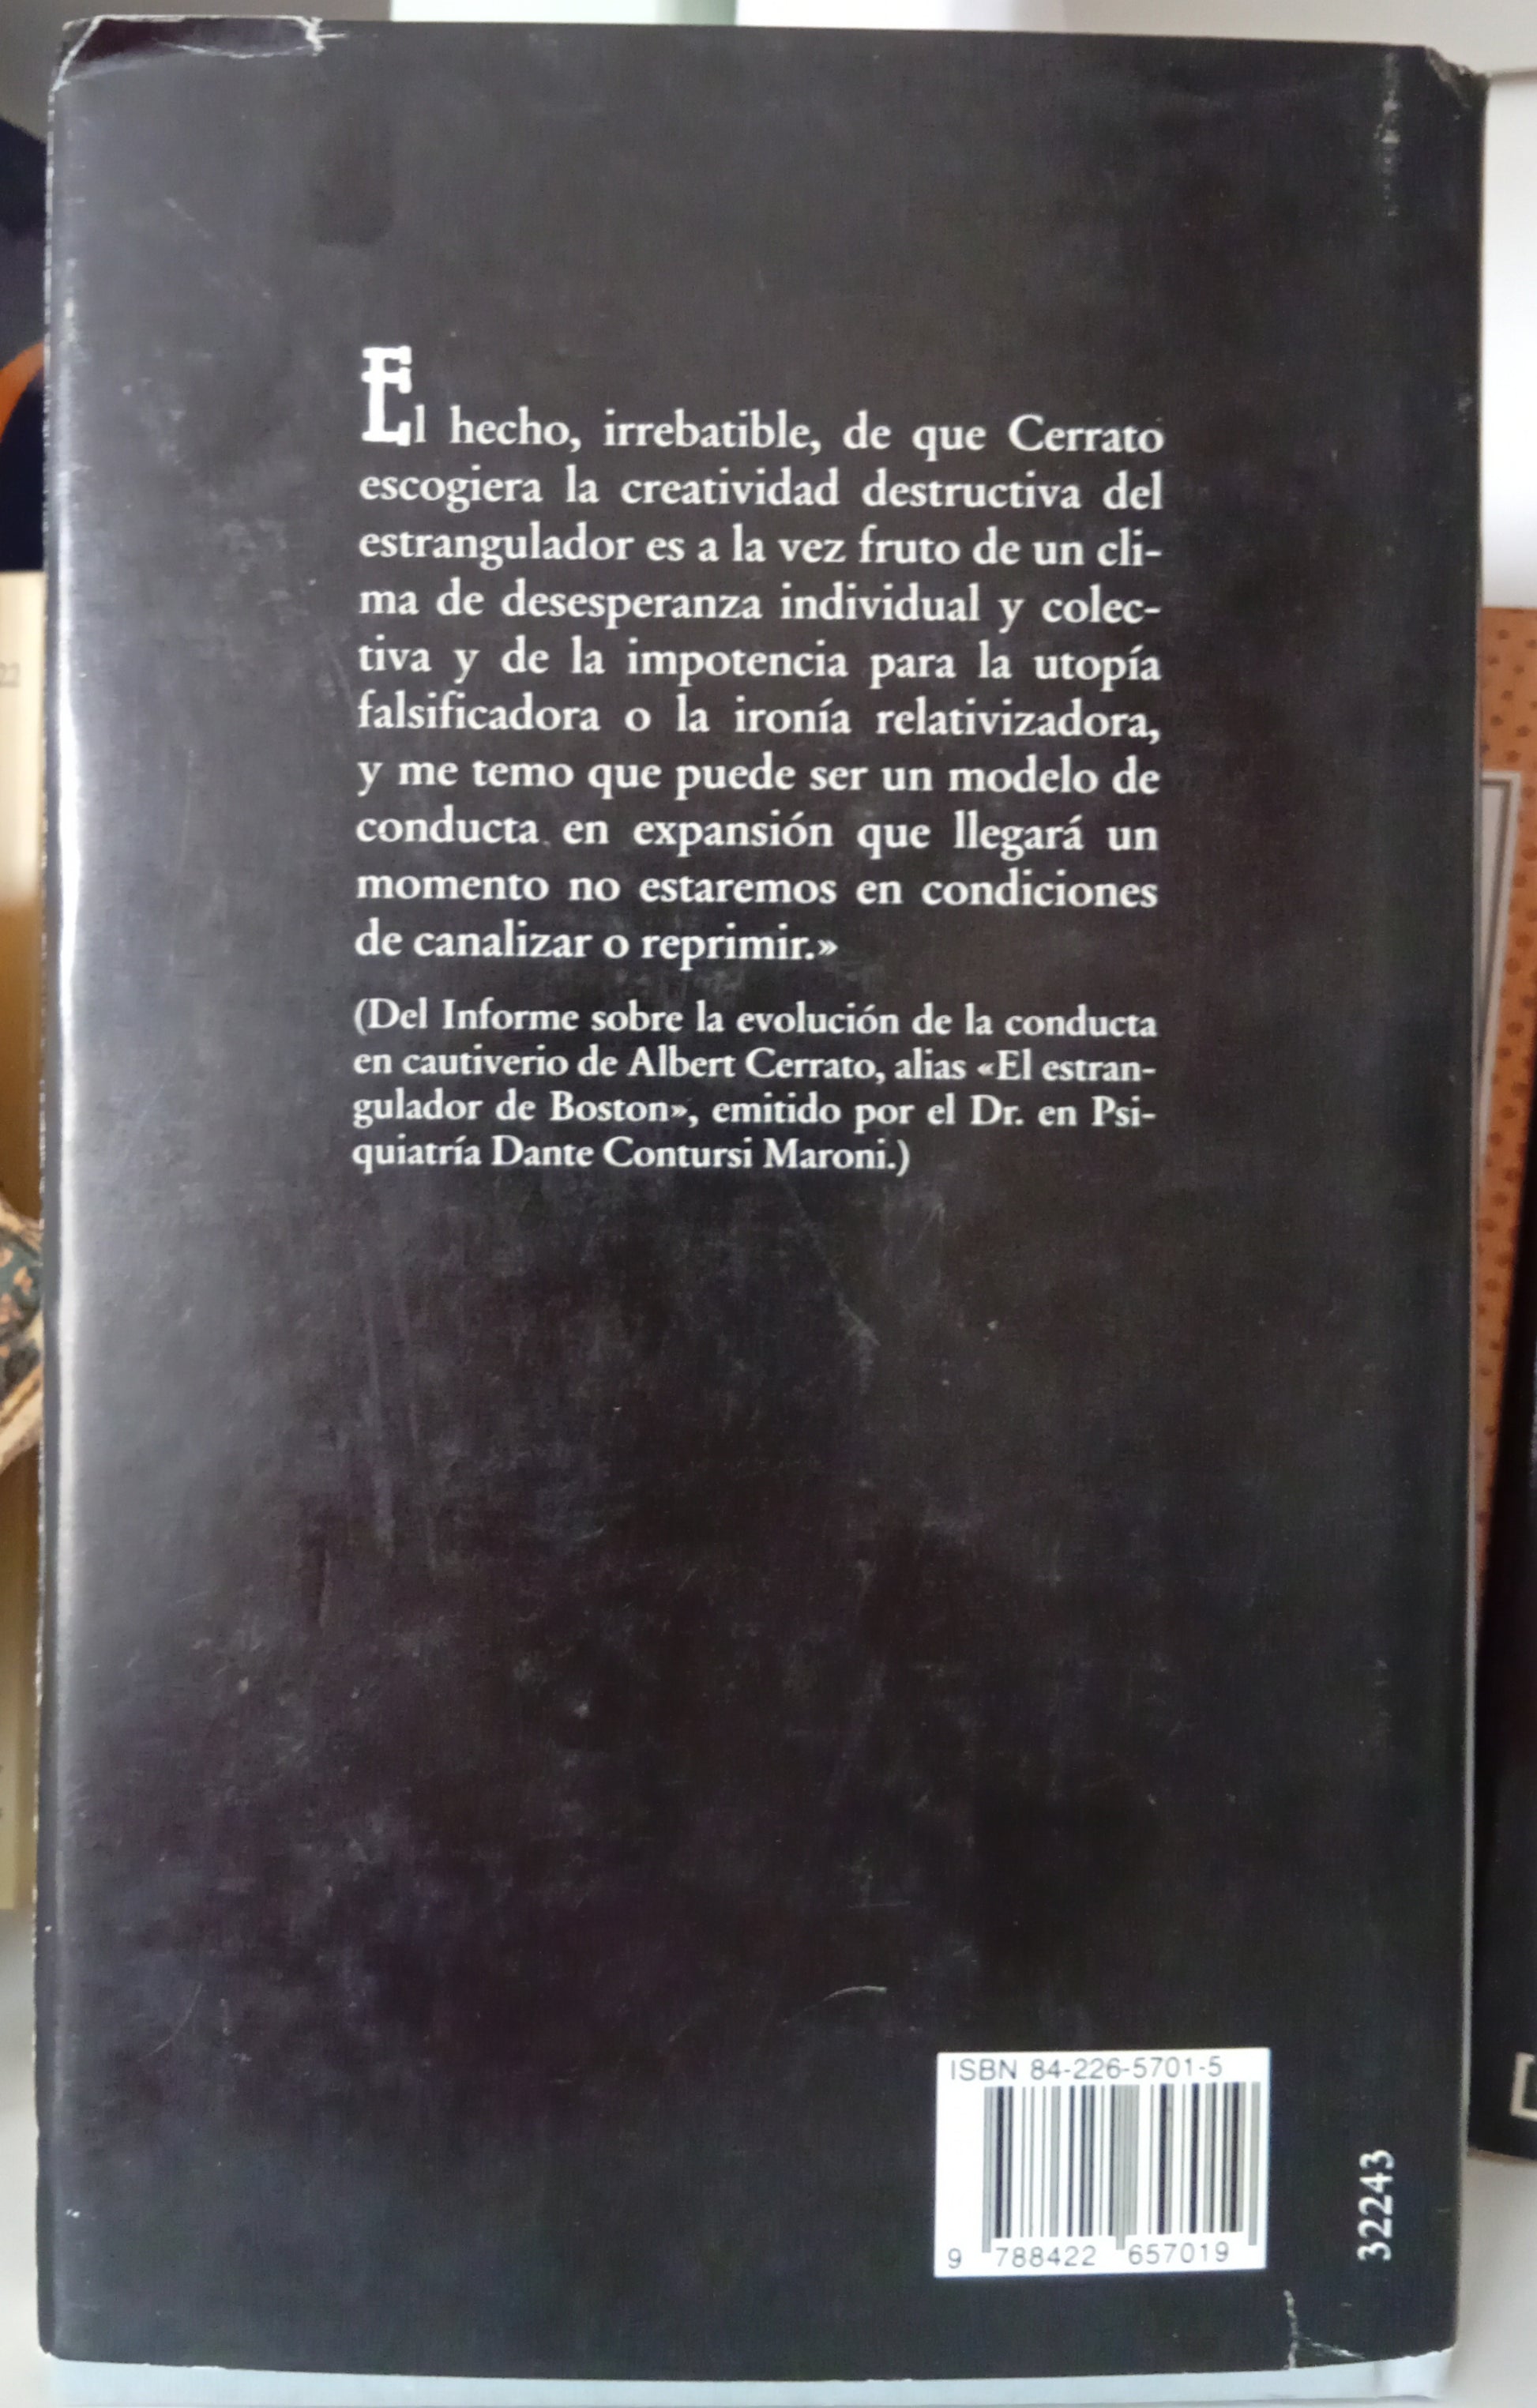 El hecho, irrebatible, de que Cerrato
escogiera la creatividad destructiva del
estrangulador es a la vez fruto de un cli-
ma de desesperanza individual y colec-
tiva y de la impotencia para la utopía
falsificadora o la ironía relativizadora,
y me temo que puede ser un modelo de
conducta en expansión que llegará un
momento no estaremos en condiciones
de canalizar o reprimir.»
(Del Informe sobre la evolución de la conducta
en cautiverio de Albert Cerrato, alias «El estran-
gulador de Boston», emitido por el Dr. en Psi-
quiatría Dante Contursi Maroni.)
ISBN 84-226-5701-5
9 788422 657019
32243
22